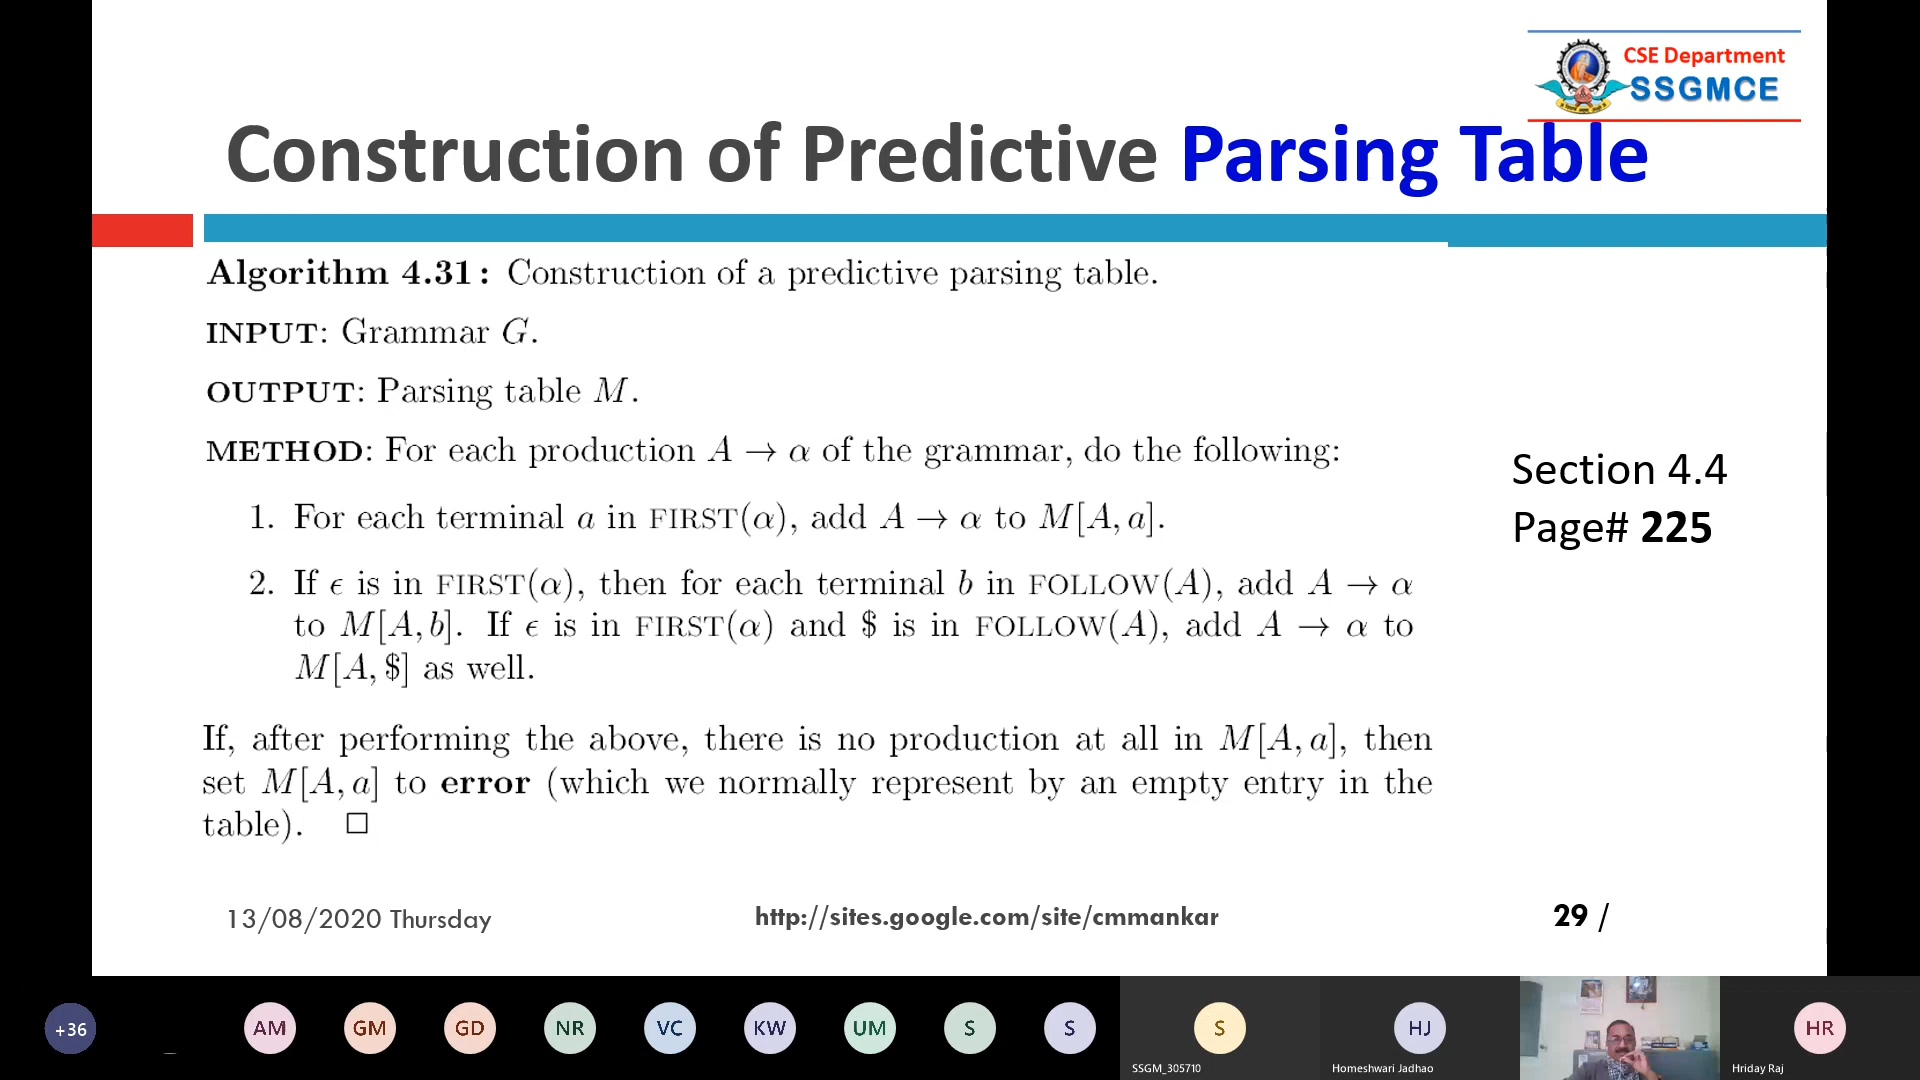 CSE Department
SSGMCE
Construction of Predictive Parsing Table
Algorithm 4.31: Construction of a predictive parsing table.
INPUT: Grammar G.
OUTPUT: Parsing table M.
METHOD: For each production A → α of the grammar, do the following:
1. For each terminal a in FIRST(α), add A → α to M[A, a].
2. If ϵ is in FIRST(α), then for each terminal b in FOLLOW(A), add A → α
to M[A, b]. If ϵ is in FIRST(α) and $ is in FOLLOW(A), add A → α to
M[A, $] as well.
If, after performing the above, there is no production at all in M[A, a], then
set M[A, a] to error (which we normally represent by an empty entry in the
table). □
Section 4.4
Page# 225
13/08/2020 Thursday
http://sites.google.com/site/cmmankar
29 /
+36
AM
GM
GD
NR
VC
KW
UM
S
S
S
HJ
HR
SSGM_305710
Homeshwari Jadhao
Hriday Raj